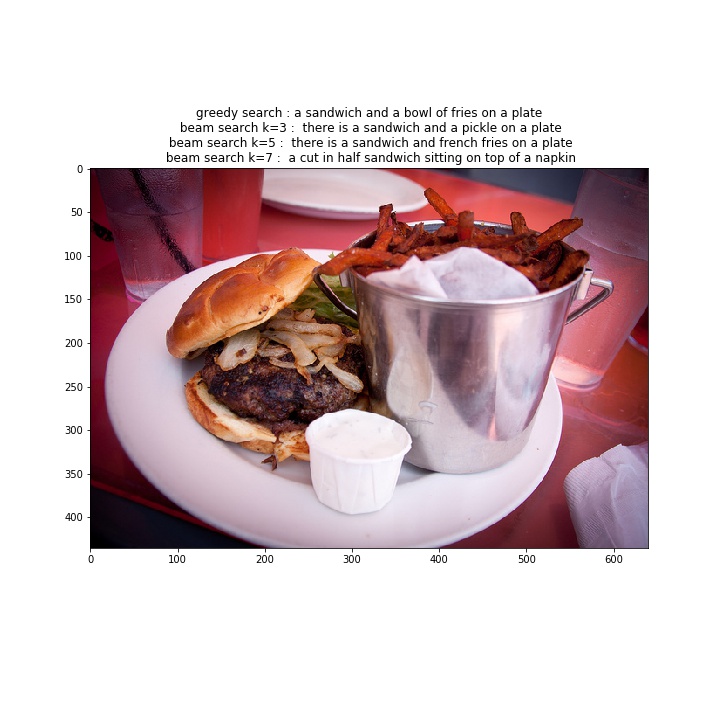 greedy search : a sandwich and a bowl of fries on a plate
beam search k=3 :  there is a sandwich and a pickle on a plate
beam search k=5 :  there is a sandwich and french fries on a plate
beam search k=7 :  a cut in half sandwich sitting on top of a napkin
0
50
100
150
200
250
300
350
400
0 100 200 300 400 500 600